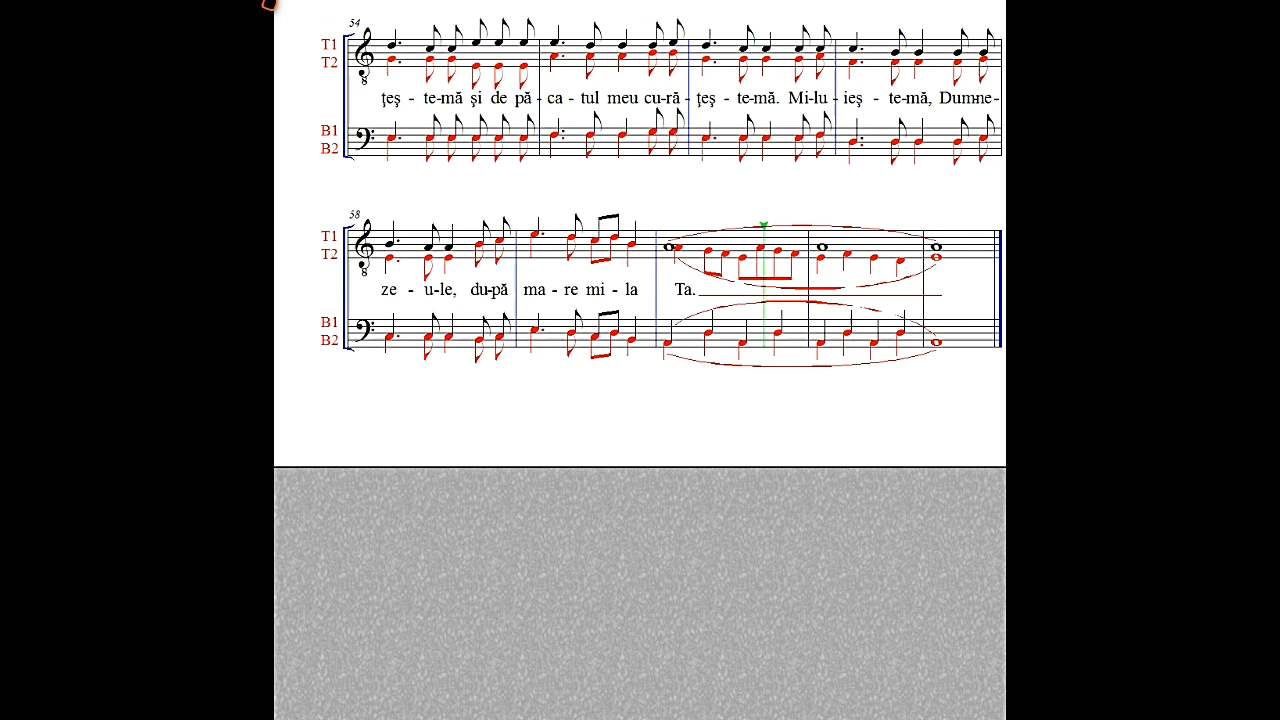 54
T1
T2
ţeş - te-mă şi de pă - ca - tul meu cu-ră - ţeş - te-mă. Mi-lu - ieş - te-mă, Dum-ne-
B1
B2
58
T1
T2
ze - u-le, du-pă ma - re mi - la Ta.
B1
B2